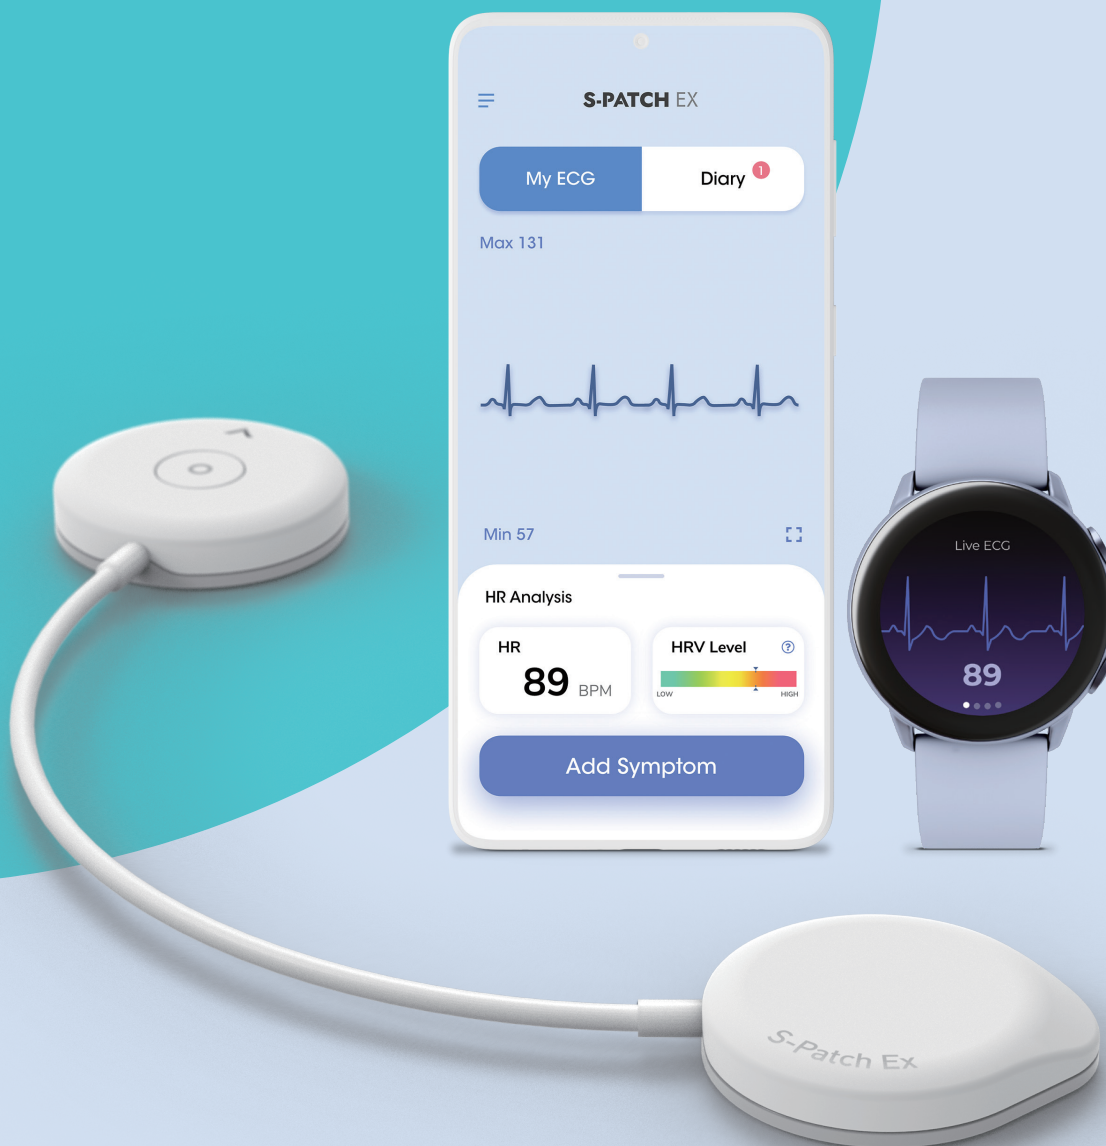 S-PATCH EX
My ECG
Diary
1
Max 131
Min 57
HR Analysis
HR
89 BPM
HRV Level
?
LOW
HIGH
Add Symptom
Live ECG
89
S-Patch Ex